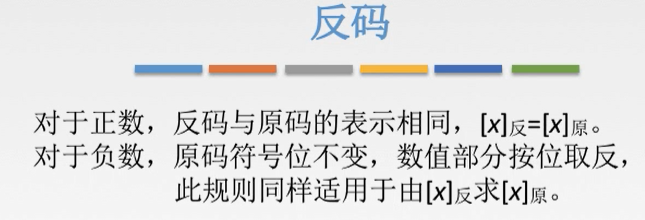 反码
对于正数，反码与原码的表示相同，[x]反=[x]原。
对于负数，原码符号位不变，数值部分按位取反，
此规则同样适用于由[x]反求[x]原。